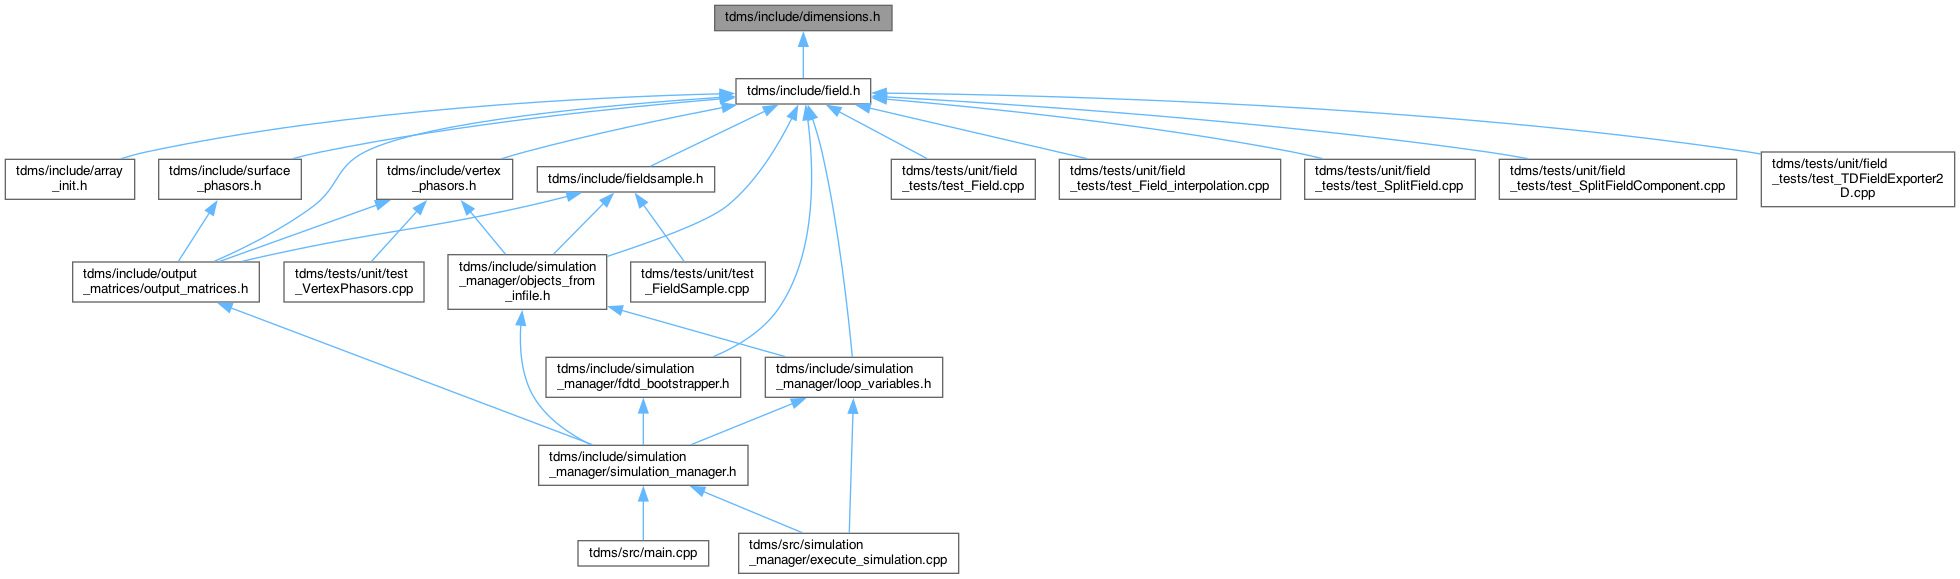 tdms/include/dimensions.h
tdms/include/field.h
tdms/include/array
_init.h
tdms/include/surface
_phasors.h
tdms/include/vertex
_phasors.h
tdms/include/fieldsample.h
tdms/tests/unit/field
_tests/test_Field.cpp
tdms/tests/unit/field
_tests/test_Field_interpolation.cpp
tdms/tests/unit/field
_tests/test_SplitField.cpp
tdms/tests/unit/field
_tests/test_SplitFieldComponent.cpp
tdms/tests/unit/field
_tests/test_TDFieldExporter2
D.cpp
tdms/include/output
_matrices/output_matrices.h
tdms/tests/unit/test
_VertexPhasors.cpp
tdms/include/simulation
_manager/objects_from
_infile.h
tdms/tests/unit/test
_FieldSample.cpp
tdms/include/simulation
_manager/fdtd_bootstrapper.h
tdms/include/simulation
_manager/loop_variables.h
tdms/include/simulation
_manager/simulation_manager.h
tdms/src/main.cpp
tdms/src/simulation
_manager/execute_simulation.cpp